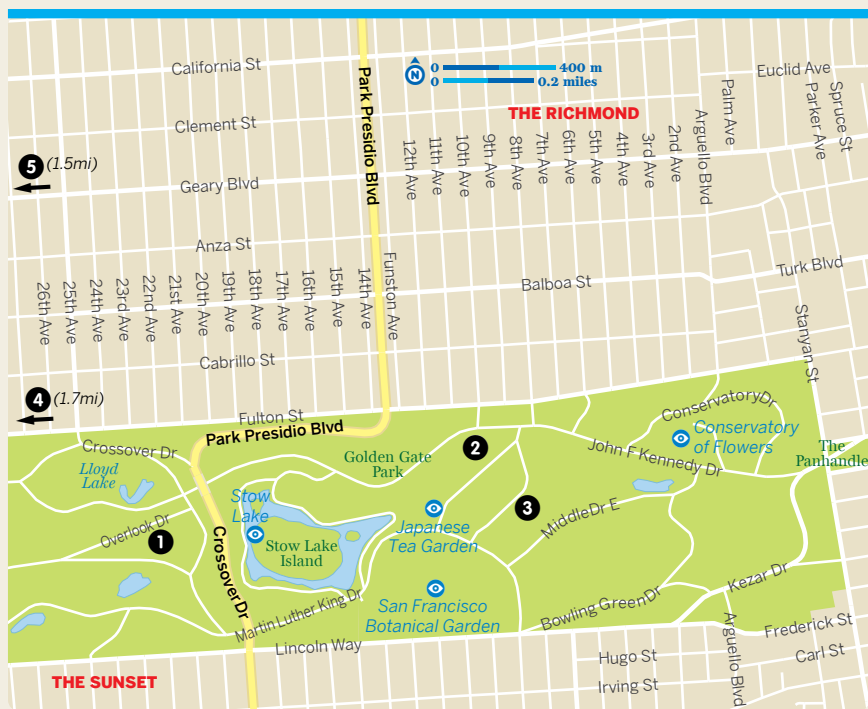 California St
Park Presidio Blvd
N
0 400 m
0 0.2 miles
Euclid Ave
Palm Ave
Parker Ave
Spruce St
THE RICHMOND
Clement St
12th Ave
11th Ave
10th Ave
9th Ave
8th Ave
7th Ave
6th Ave
5th Ave
4th Ave
3rd Ave
2nd Ave
Arguello Blvd
5 (1.5mi)
Geary Blvd
Anza St
Funston Ave
Turk Blvd
Balboa St
26th Ave
25th Ave
24th Ave
23rd Ave
22nd Ave
21st Ave
20th Ave
19th Ave
18th Ave
17th Ave
16th Ave
15th Ave
14th Ave
Stanyan St
Cabrillo St
4 (1.7mi)
Fulton St
Park Presidio Blvd
Conservatory Dr
Conservatory
of Flowers
Crossover Dr
2
John F Kennedy Dr
The
Panhandle
Golden Gate
Park
Lloyd
Lake
Stow
Lake
3
Japanese
Tea Garden
Middle Dr E
Overlook Dr
1
Crossover Dr
Stow Lake
Island
Kezar Dr
San Francisco
Botanical Garden
Martin Luther King Dr
Bowling Green Dr
Lincoln Way
Arguello Blvd
Frederick St
Hugo St
Carl St
THE SUNSET
Irving St